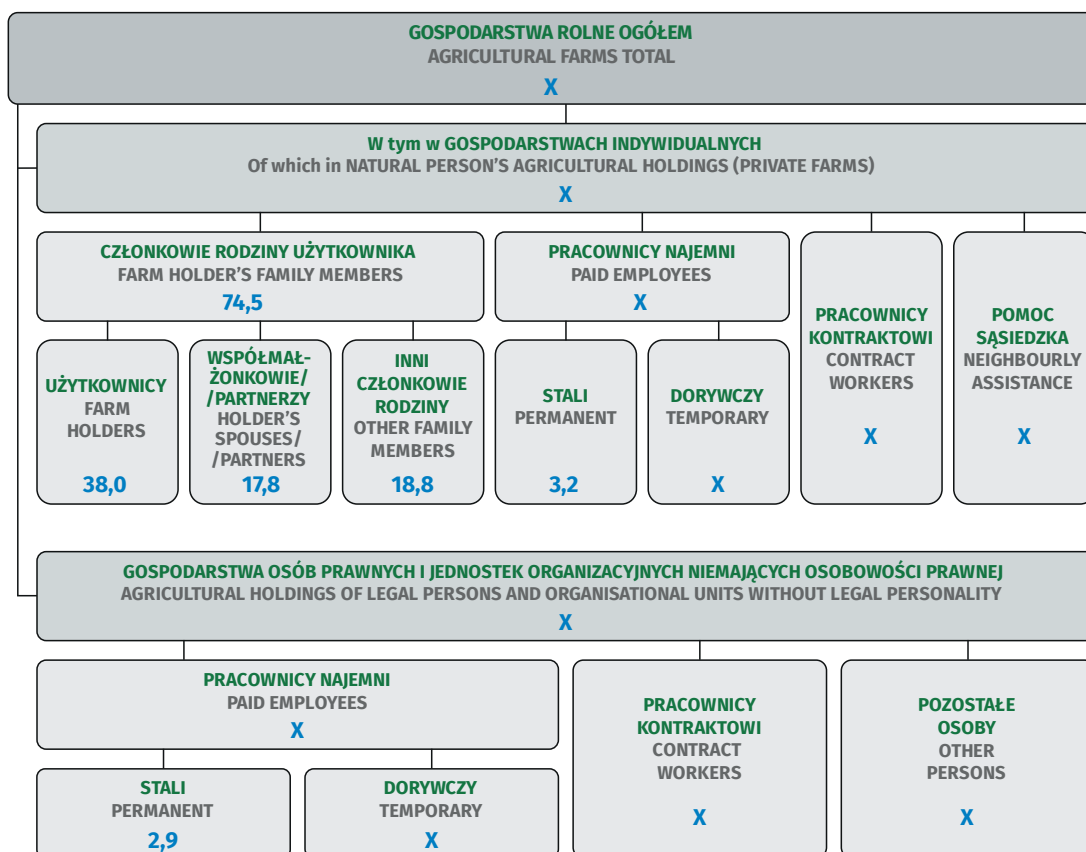 GOSPODARSTWA ROLNE OGÓŁEM
AGRICULTURAL FARMS TOTAL
X
W tym w GOSPODARSTWACH INDYWIDUALNYCH
Of which in NATURAL PERSON'S AGRICULTURAL HOLDINGS (PRIVATE FARMS)
X
CZŁONKOWIE RODZINY UŻYTKOWNIKA
FARM HOLDER'S FAMILY MEMBERS
74,5
PRACOWNICY NAJEMNI
PAID EMPLOYEES
X
UŻYTKOWNICY
FARM
HOLDERS
38,0
WSPÓŁMAŁ-
ŻONKOWIE/
/PARTNERZY
HOLDER'S
SPOUSES/
/PARTNERS
17,8
INNI
CZŁONKOWIE
RODZINY
OTHER FAMILY
MEMBERS
18,8
STALI
PERMANENT
3,2
DORYWCZY
TEMPORARY
X
PRACOWNICY
KONTRAKTOWI
CONTRACT
WORKERS
X
POMOC
SĄSIEDZKA
NEIGHBOURLY
ASSISTANCE
X
GOSPODARSTWA OSÓB PRAWNYCH I JEDNOSTEK ORGANIZACYJNYCH NIEMAJĄCYCH OSOBOWOŚCI PRAWNEJ
AGRICULTURAL HOLDINGS OF LEGAL PERSONS AND ORGANISATIONAL UNITS WITHOUT LEGAL PERSONALITY
X
PRACOWNICY NAJEMNI
PAID EMPLOYEES
X
STALI
PERMANENT
2,9
DORYWCZY
TEMPORARY
X
PRACOWNICY
KONTRAKTOWI
CONTRACT
WORKERS
X
POZOSTAŁE
OSOBY
OTHER
PERSONS
X